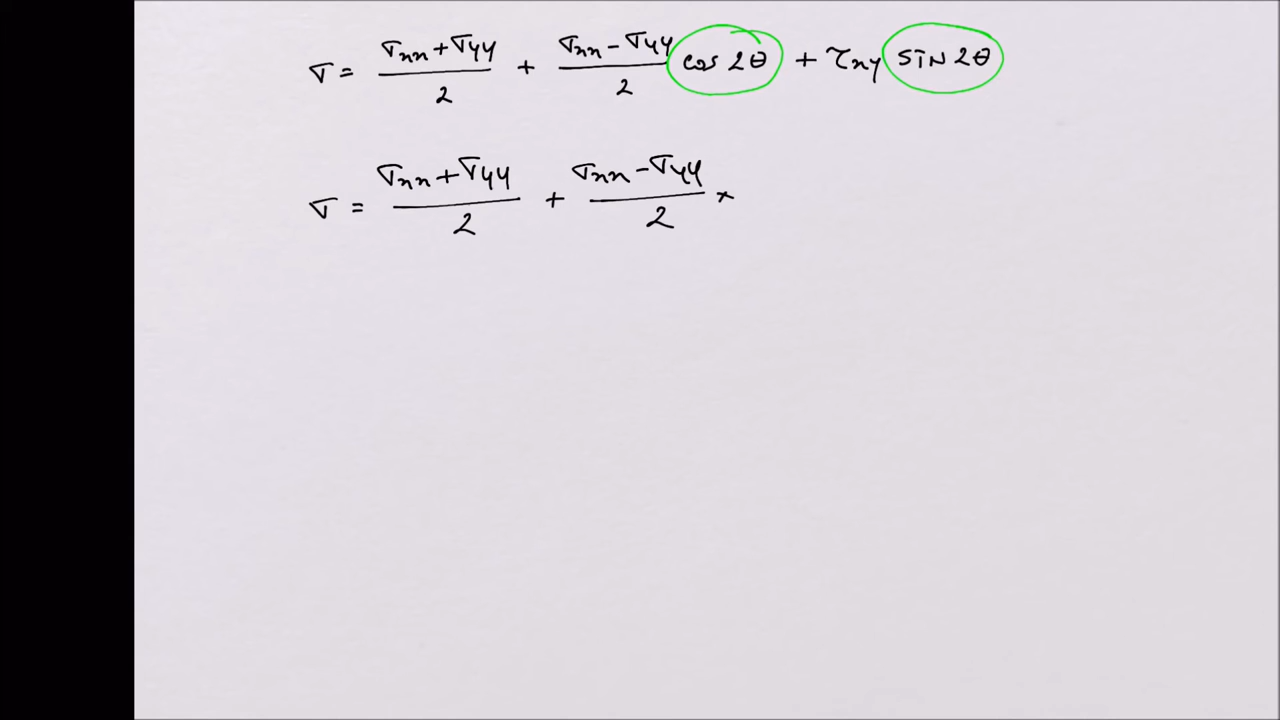 σ = (σxx + σyy)/2 + (σxx − σyy)/2 cos 2θ + τxy sin 2θ
σ = (σxx + σyy)/2 + (σxx − σyy)/2 ×